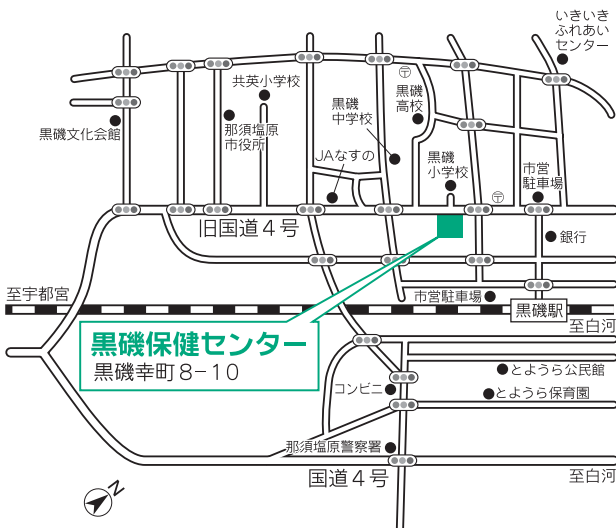 いきいき
ふれあい
センター
〒
共英小学校
黒磯
高校
黒磯
中学校
黒磯文化会館
那須塩原
市役所
JAなすの
黒磯
小学校
市営
駐車場
〒
旧国道４号
銀行
至宇都宮
市営駐車場
黒磯駅
至白河
黒磯保健センター
黒磯幸町８−１０
とようら公民館
コンビニ
とようら保育園
那須塩原警察署
国道４号
至白河
N